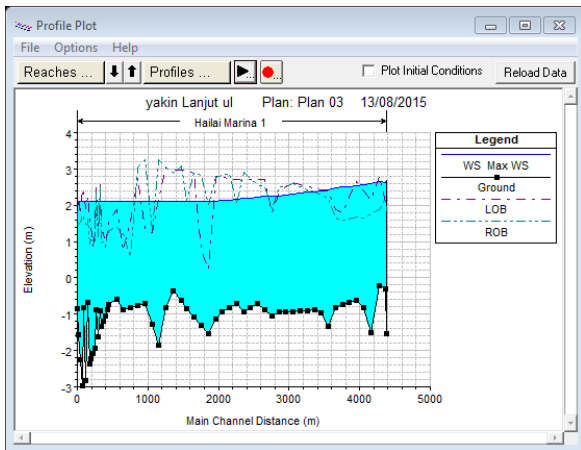 Profile Plot
File Options Help
Reaches ... Profiles ... Plot Initial Conditions Reload Data
yakin Lanjut ul Plan: Plan 03 13/08/2015
Hailai Marina 1
Legend
WS Max WS
Ground
LOB
ROB
4
3
2
1
0
-1
-2
-3
Elevation (m)
0 1000 2000 3000 4000 5000
Main Channel Distance (m)